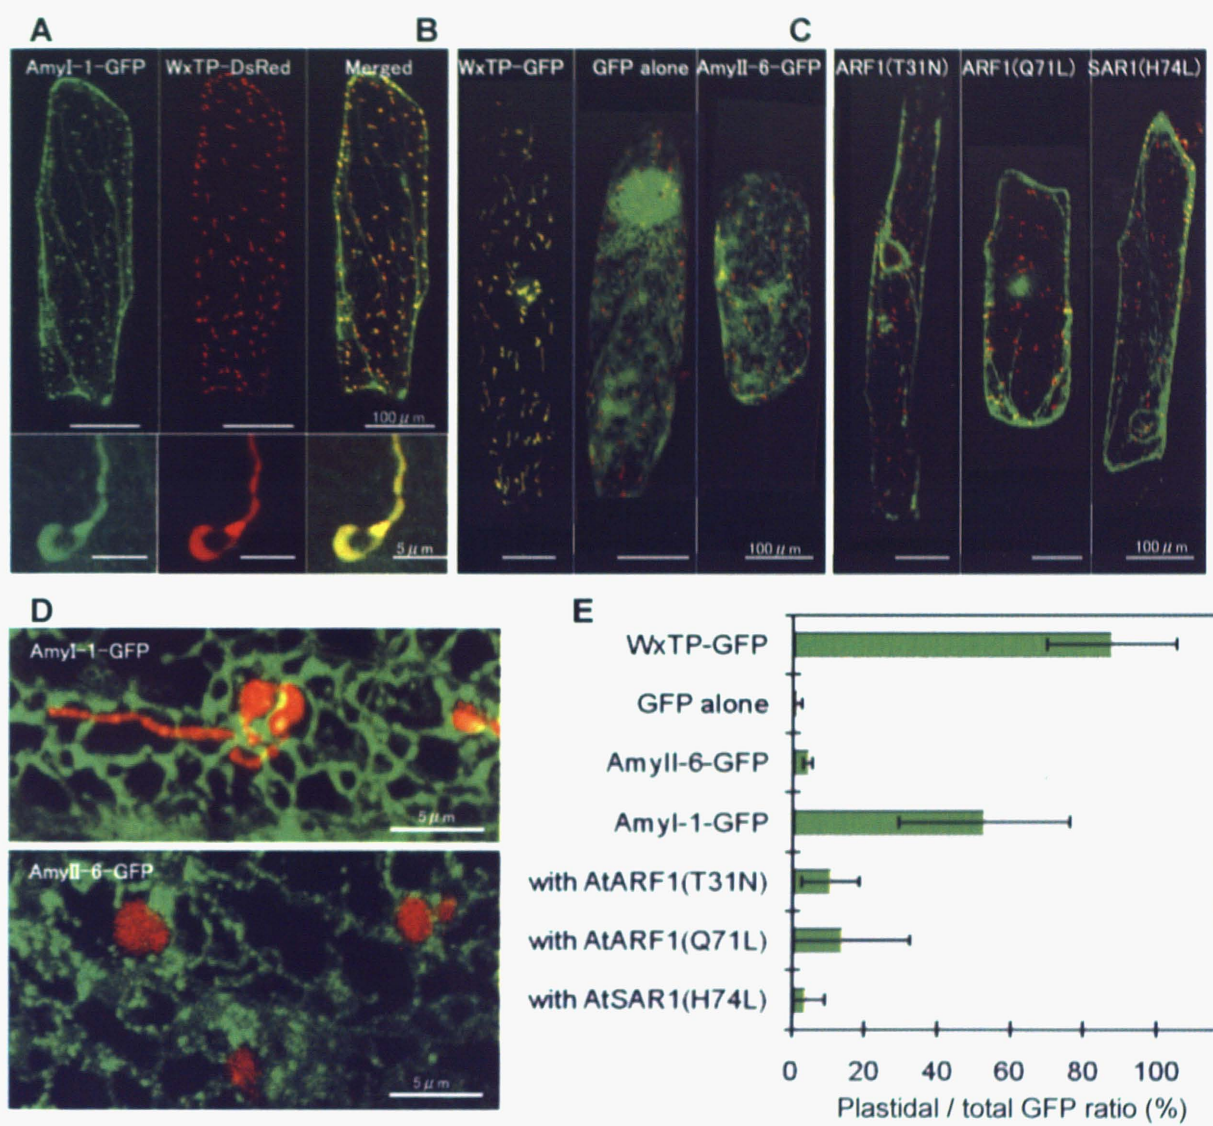 A
B
C
AmyI-1-GFP
WxTP-DsRed
Merged
WxTP-GFP
GFP alone
AmyII-6-GFP
ARF1(T31N)
ARF1(Q71L)
SAR1(H74L)
100 μm
5 μm
100 μm
100 μm
D
AmyI-1-GFP
5 μm
AmyII-6-GFP
5 μm
E
WxTP-GFP
GFP alone
AmyII-6-GFP
AmyI-1-GFP
with AtARF1(T31N)
with AtARF1(Q71L)
with AtSAR1(H74L)
0 20 40 60 80 100
Plastidal / total GFP ratio (%)